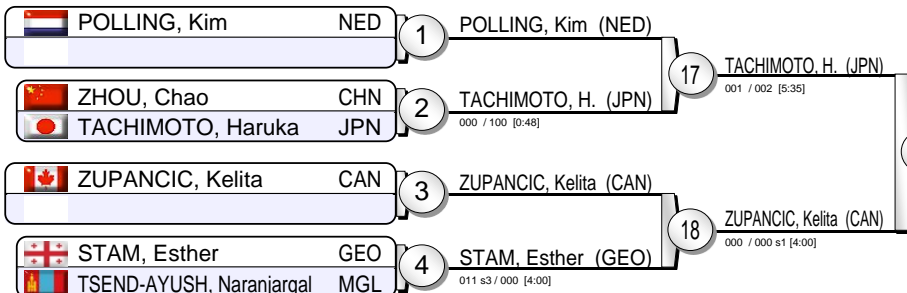 POLLING, Kim NED
1
POLLING, Kim (NED)
17
TACHIMOTO, H. (JPN)
001 / 002 [5:35]
ZHOU, Chao CHN
TACHIMOTO, Haruka JPN
2
TACHIMOTO, H. (JPN)
000 / 100 [0:48]
ZUPANCIC, Kelita CAN
3
ZUPANCIC, Kelita (CAN)
18
ZUPANCIC, Kelita (CAN)
000 / 000 s1 [4:00]
STAM, Esther GEO
TSEND-AYUSH, Naranjargal MGL
4
STAM, Esther (GEO)
011 s3 / 000 [4:00]